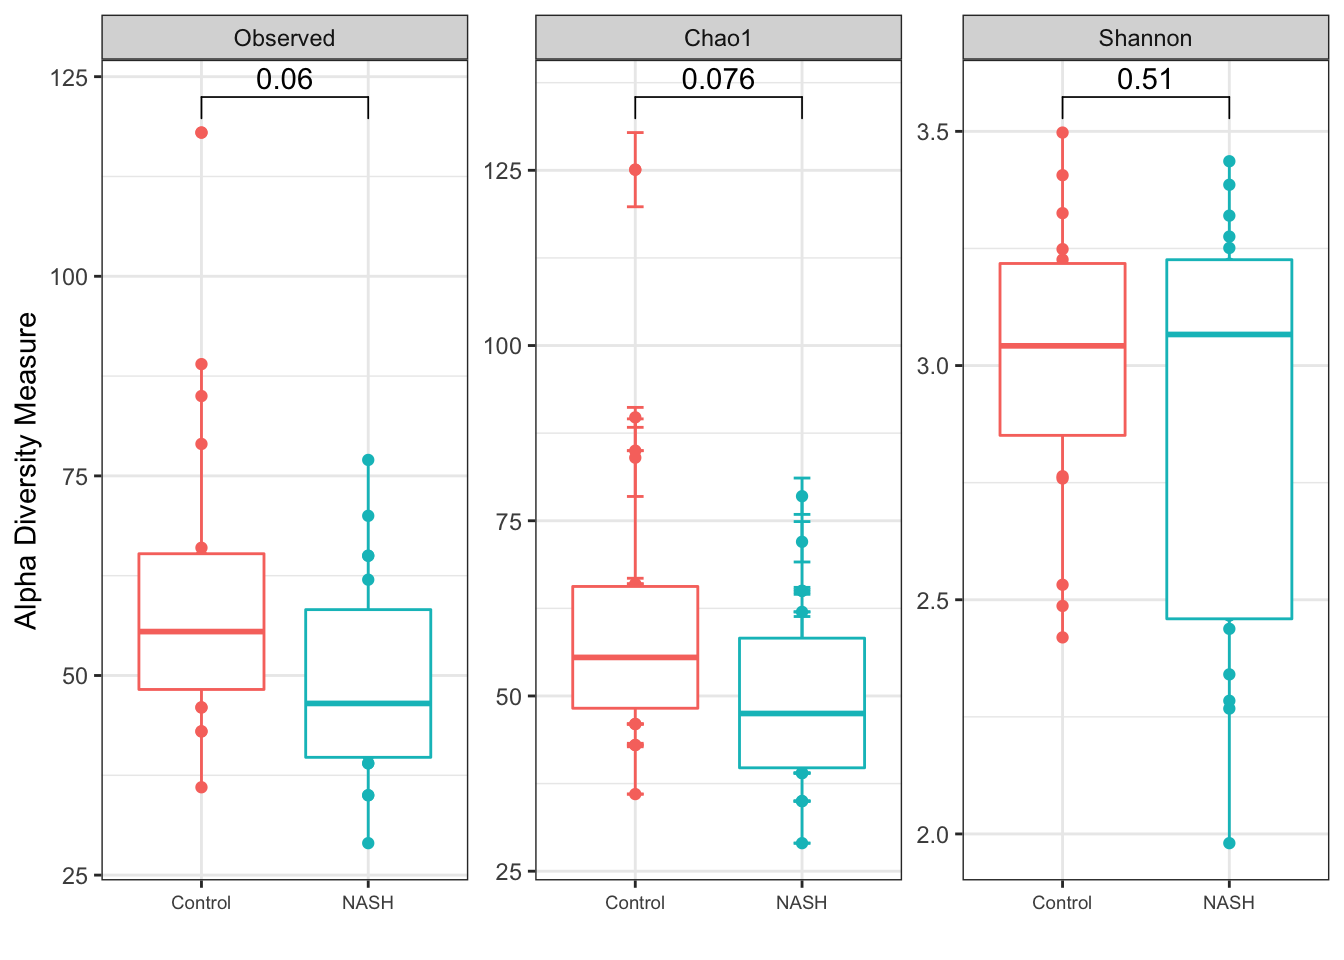 Observed
Chao1
Shannon
0.06
0.076
0.51
Alpha Diversity Measure
125
100
75
50
25
125
100
75
50
25
3.5
3.0
2.5
2.0
Control
NASH
Control
NASH
Control
NASH